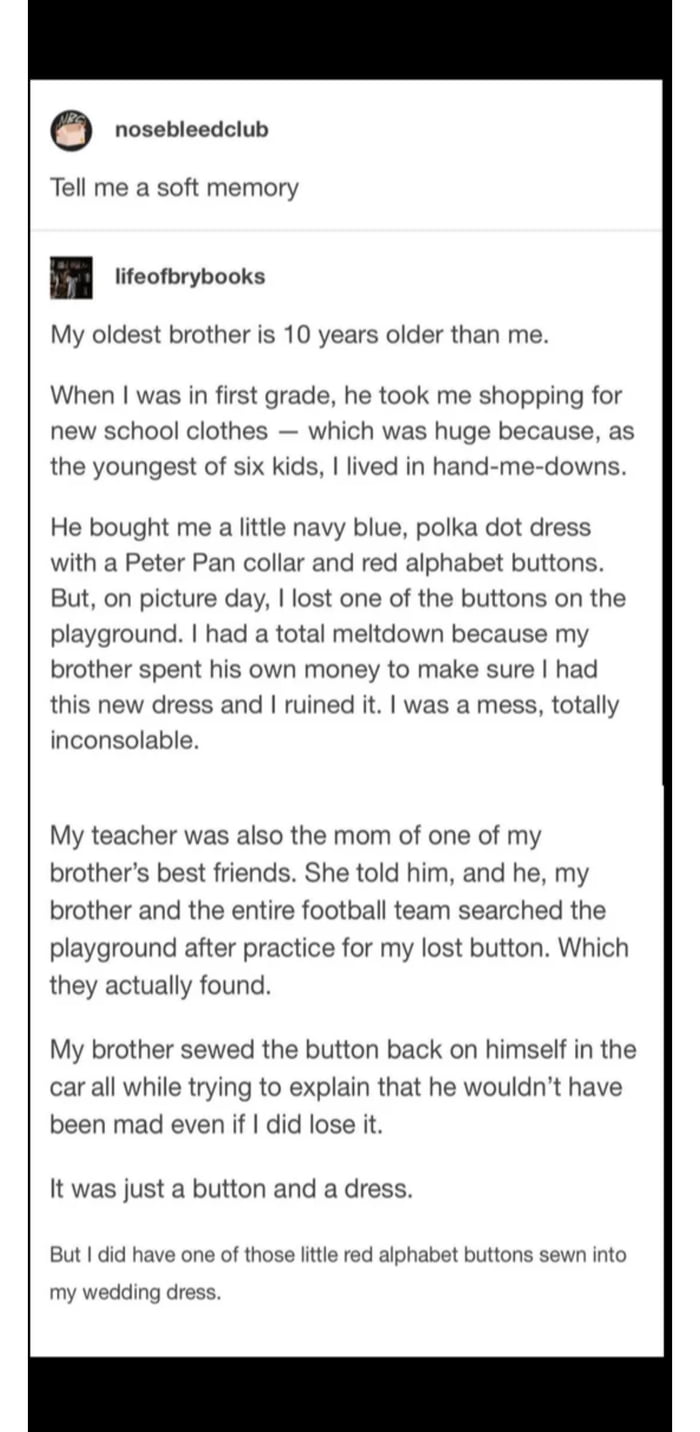 nosebleedclub
Tell me a soft memory
lifeofbrybooks
My oldest brother is 10 years older than me.
When I was in first grade, he took me shopping for
new school clothes — which was huge because, as
the youngest of six kids, I lived in hand-me-downs.
He bought me a little navy blue, polka dot dress
with a Peter Pan collar and red alphabet buttons.
But, on picture day, I lost one of the buttons on the
playground. I had a total meltdown because my
brother spent his own money to make sure I had
this new dress and I ruined it. I was a mess, totally
inconsolable.
My teacher was also the mom of one of my
brother’s best friends. She told him, and he, my
brother and the entire football team searched the
playground after practice for my lost button. Which
they actually found.
My brother sewed the button back on himself in the
car all while trying to explain that he wouldn’t have
been mad even if I did lose it.
It was just a button and a dress.
But I did have one of those little red alphabet buttons sewn into
my wedding dress.